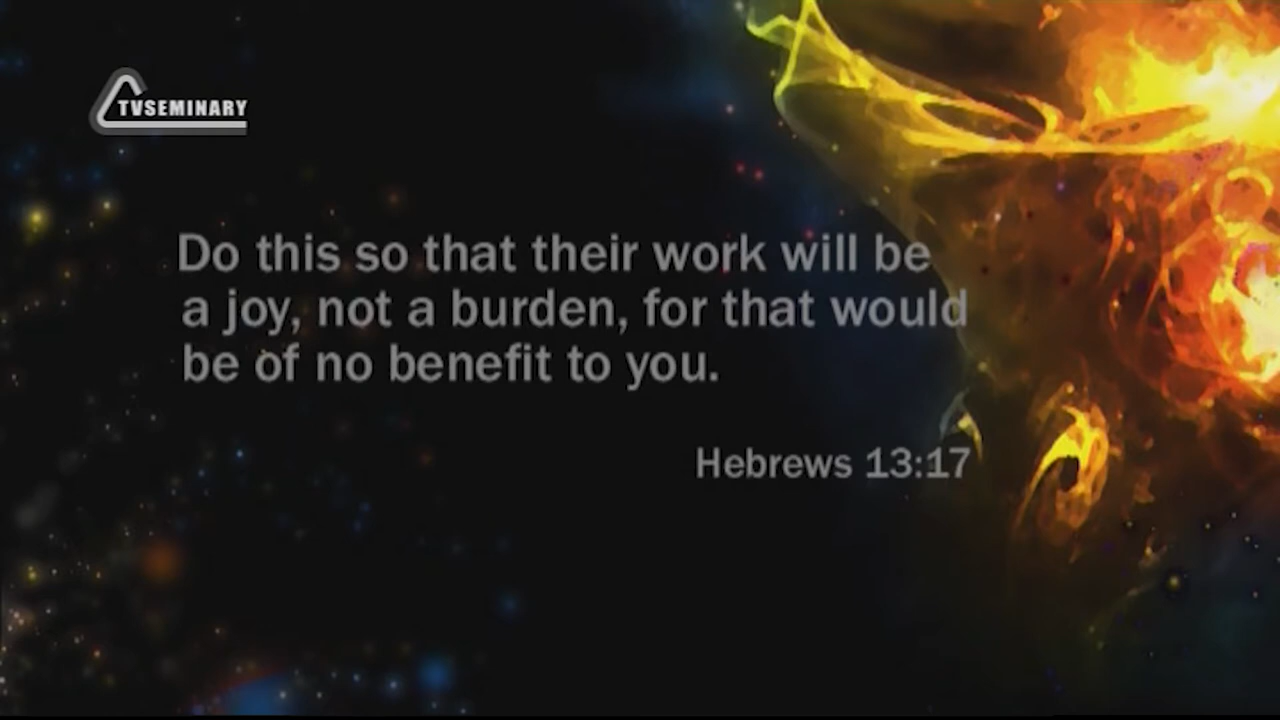 TVSEMINARY
Do this so that their work will be
a joy, not a burden, for that would
be of no benefit to you.
Hebrews 13:17